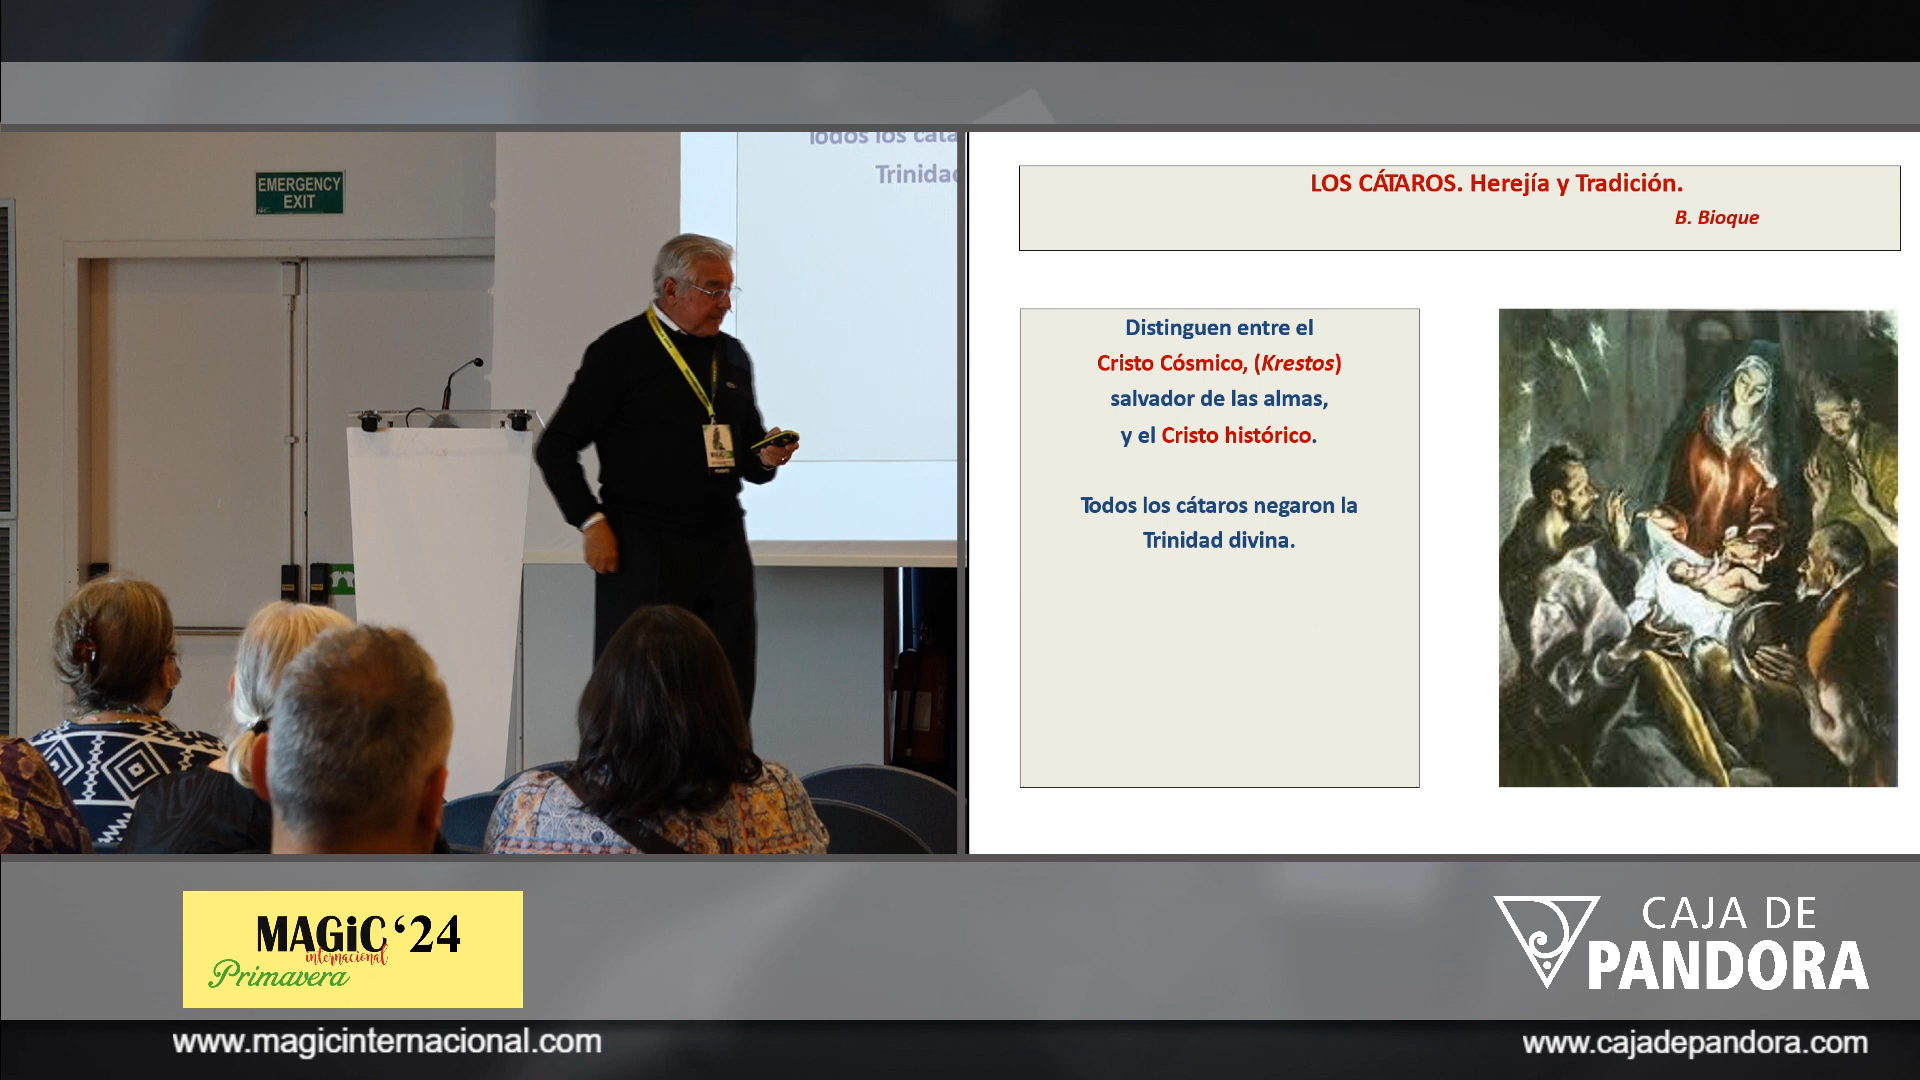 EMERGENCY
EXIT
Todos los cáta
Trinidad
LOS CÁTAROS. Herejía y Tradición.
B. Bioque
Distinguen entre el
Cristo Cósmico, (Krestos)
salvador de las almas,
y el Cristo histórico.
Todos los cátaros negaron la
Trinidad divina.
MAGiC ‘24
internacional
Primavera
CAJA DE
PANDORA
www.magicinternacional.com
www.cajadepandora.com